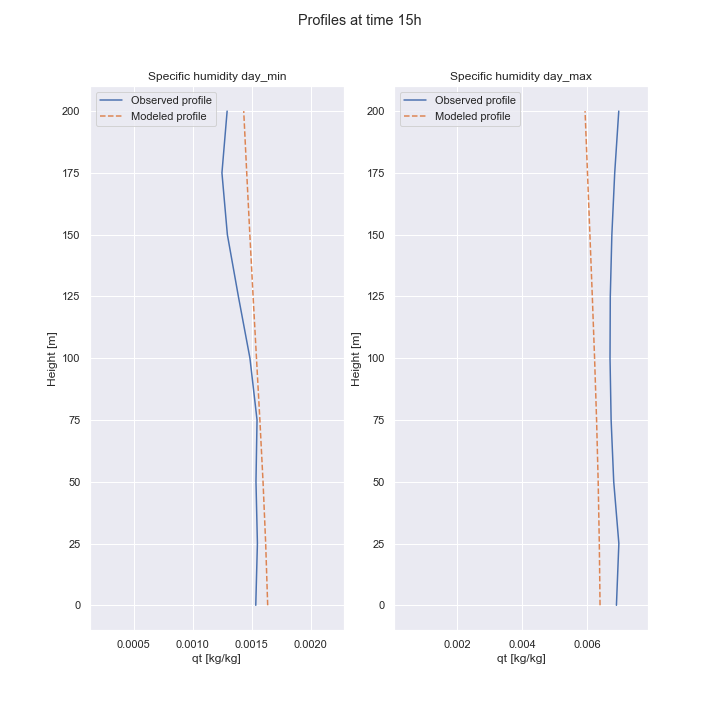 Profiles at time 15h
Specific humidity day_min
Observed profile
Modeled profile
200
175
150
125
100
75
50
25
0
Height [m]
0.0005 0.0010 0.0015 0.0020
qt [kg/kg]
Specific humidity day_max
Observed profile
Modeled profile
200
175
150
125
100
75
50
25
0
Height [m]
0.002 0.004 0.006
qt [kg/kg]